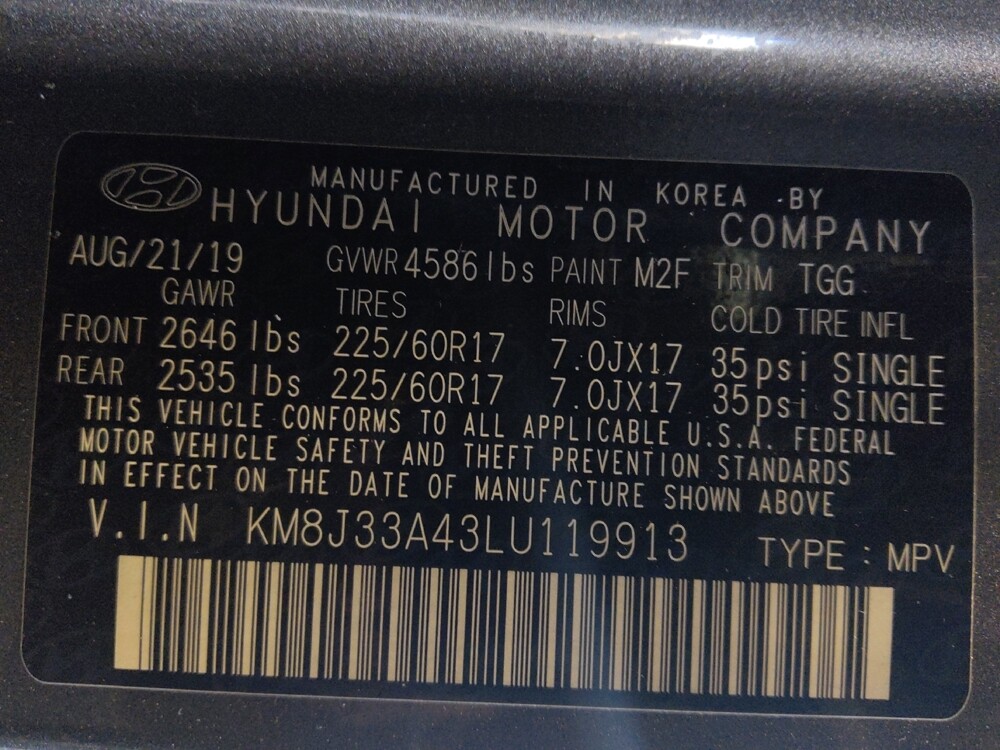 MANUFACTURED IN KOREA BY
HYUNDAI MOTOR COMPANY
AUG/21/19 GVWR 4586 lbs PAINT M2F TRIM TGG
GAWR TIRES RIMS COLD TIRE INFL
FRONT 2646 lbs 225/60R17 7.0JX17 35psi SINGLE
REAR 2535 lbs 225/60R17 7.0JX17 35psi SINGLE
THIS VEHICLE CONFORMS TO ALL APPLICABLE U.S.A. FEDERAL
MOTOR VEHICLE SAFETY AND THEFT PREVENTION STANDARDS
IN EFFECT ON THE DATE OF MANUFACTURE SHOWN ABOVE
V.I.N KM8J33A43LU119913 TYPE : MPV